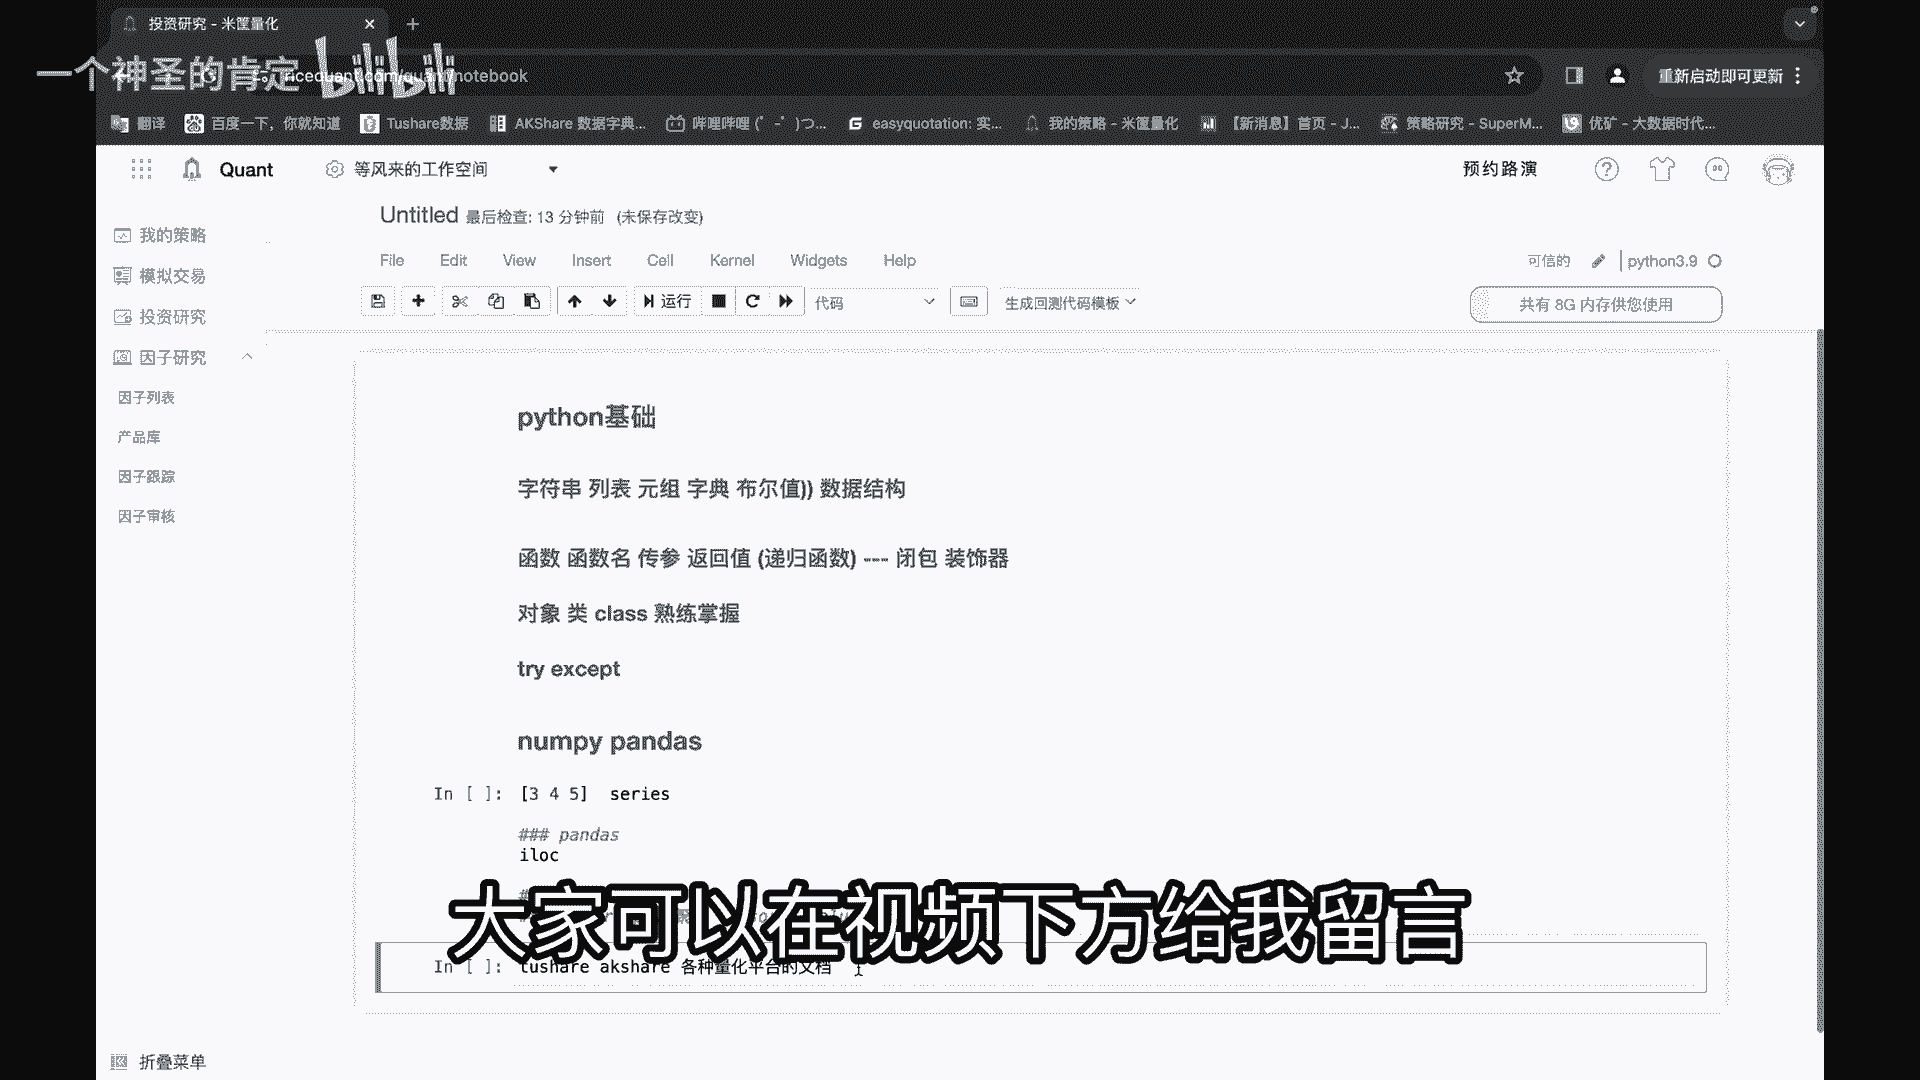 投资研究 - 米筐量化
一个神圣的肯定 bilibili
ricequant.com/quant/notebook
重新启动即可更新
翻译 百度一下，你就知道 Tushare数据 AKShare 数据字典... 哔哩哔哩 (゜-゜)つ... easyquotation: 实... 我的策略 - 米筐量化 【新消息】首页 - J... 策略研究 - SuperM... 优矿 - 大数据时代...
Quant 等风来的工作空间 预约路演
Untitled 最后检查: 13 分钟前 (未保存改变)
我的策略
File Edit View Insert Cell Kernel Widgets Help 可信的 python3.9
模拟交易
运行 代码 生成回测代码模板 共有 8G 内存供您使用
投资研究
因子研究
因子列表
产品库
因子跟踪
因子审核
python基础
字符串 列表 元组 字典 布尔值)) 数据结构
函数 函数名 传参 返回值 (递归函数) --- 闭包 装饰器
对象 类 class 熟练掌握
try except
numpy pandas
In [ ]: [3 4 5] series
### pandas
iloc
大家可以在视频下方给我留言
In [ ]: tushare akshare 各种量化平台的文档
折叠菜单